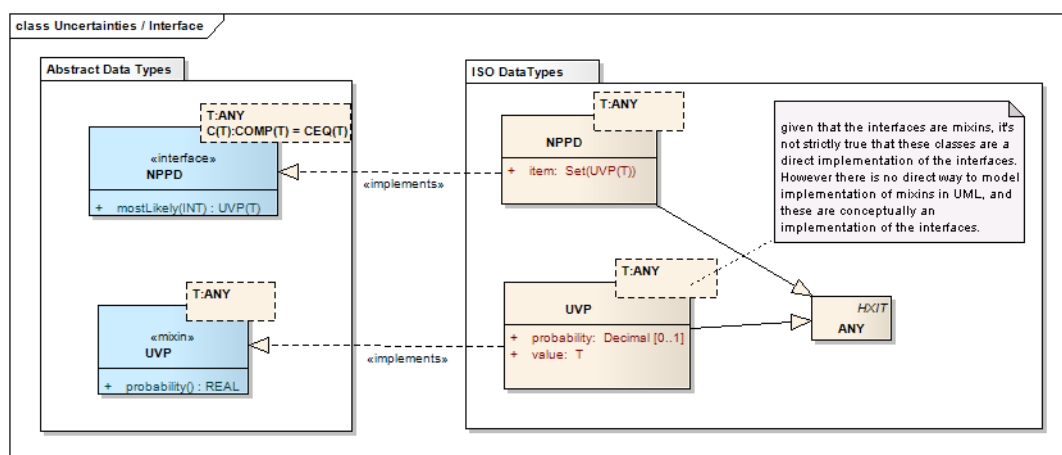 class Uncertainties / Interface
Abstract Data Types
T:ANY
C(T):COMP(T) = CEQ(T)
«interface»
NPPD
+ mostLikely(INT) : UVP(T)
T:ANY
«mixin»
UVP
+ probability() : REAL
«implements»
«implements»
ISO DataTypes
T:ANY
NPPD
+ item: Set(UVP(T))
T:ANY
UVP
+ probability: Decimal [0..1]
+ value: T
given that the interfaces are mixins, it's
not strictly true that these classes are a
direct implementation of the interfaces.
However there is no direct way to model
implementation of mixins in UML, and
these are conceptually an
implementation of the interfaces.
HXIT
ANY